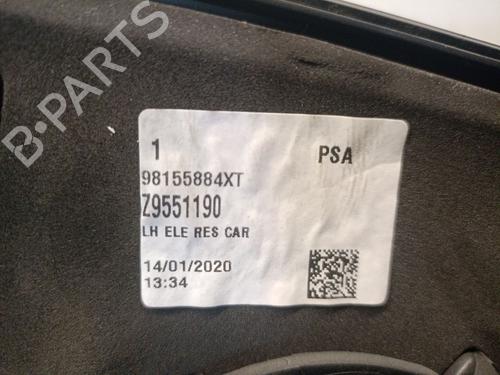 B-PARTS
1 PSA
98155884XT
Z9551190
LH ELE RES CAR
14/01/2020
13:34